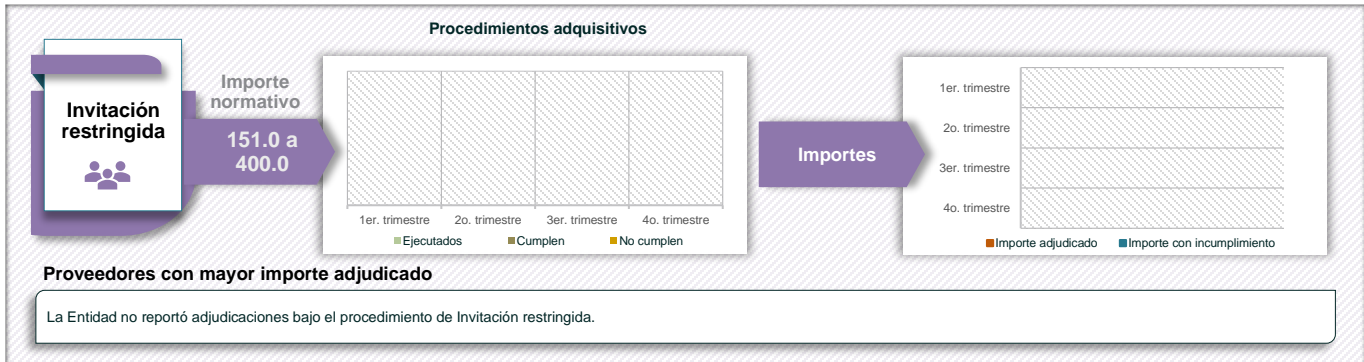 Procedimientos adquisitivos
Invitación
restringida
Importe
normativo
151.0 a
400.0
1er. trimestre
2o. trimestre
3er. trimestre
4o. trimestre
Ejecutados
Cumplen
No cumplen
Importes
1er. trimestre
2o. trimestre
3er. trimestre
4o. trimestre
Importe adjudicado
Importe con incumplimiento
Proveedores con mayor importe adjudicado
La Entidad no reportó adjudicaciones bajo el procedimiento de Invitación restringida.